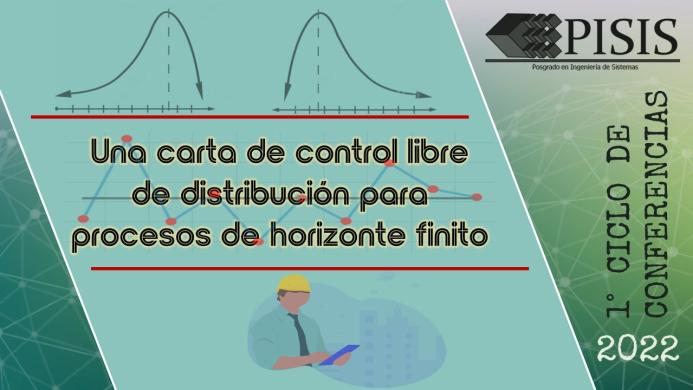 PISIS
Posgrado en Ingeniería de Sistemas
Una carta de control libre
de distribución para
procesos de horizonte finito
1° CICLO DE
CONFERENCIAS
2022